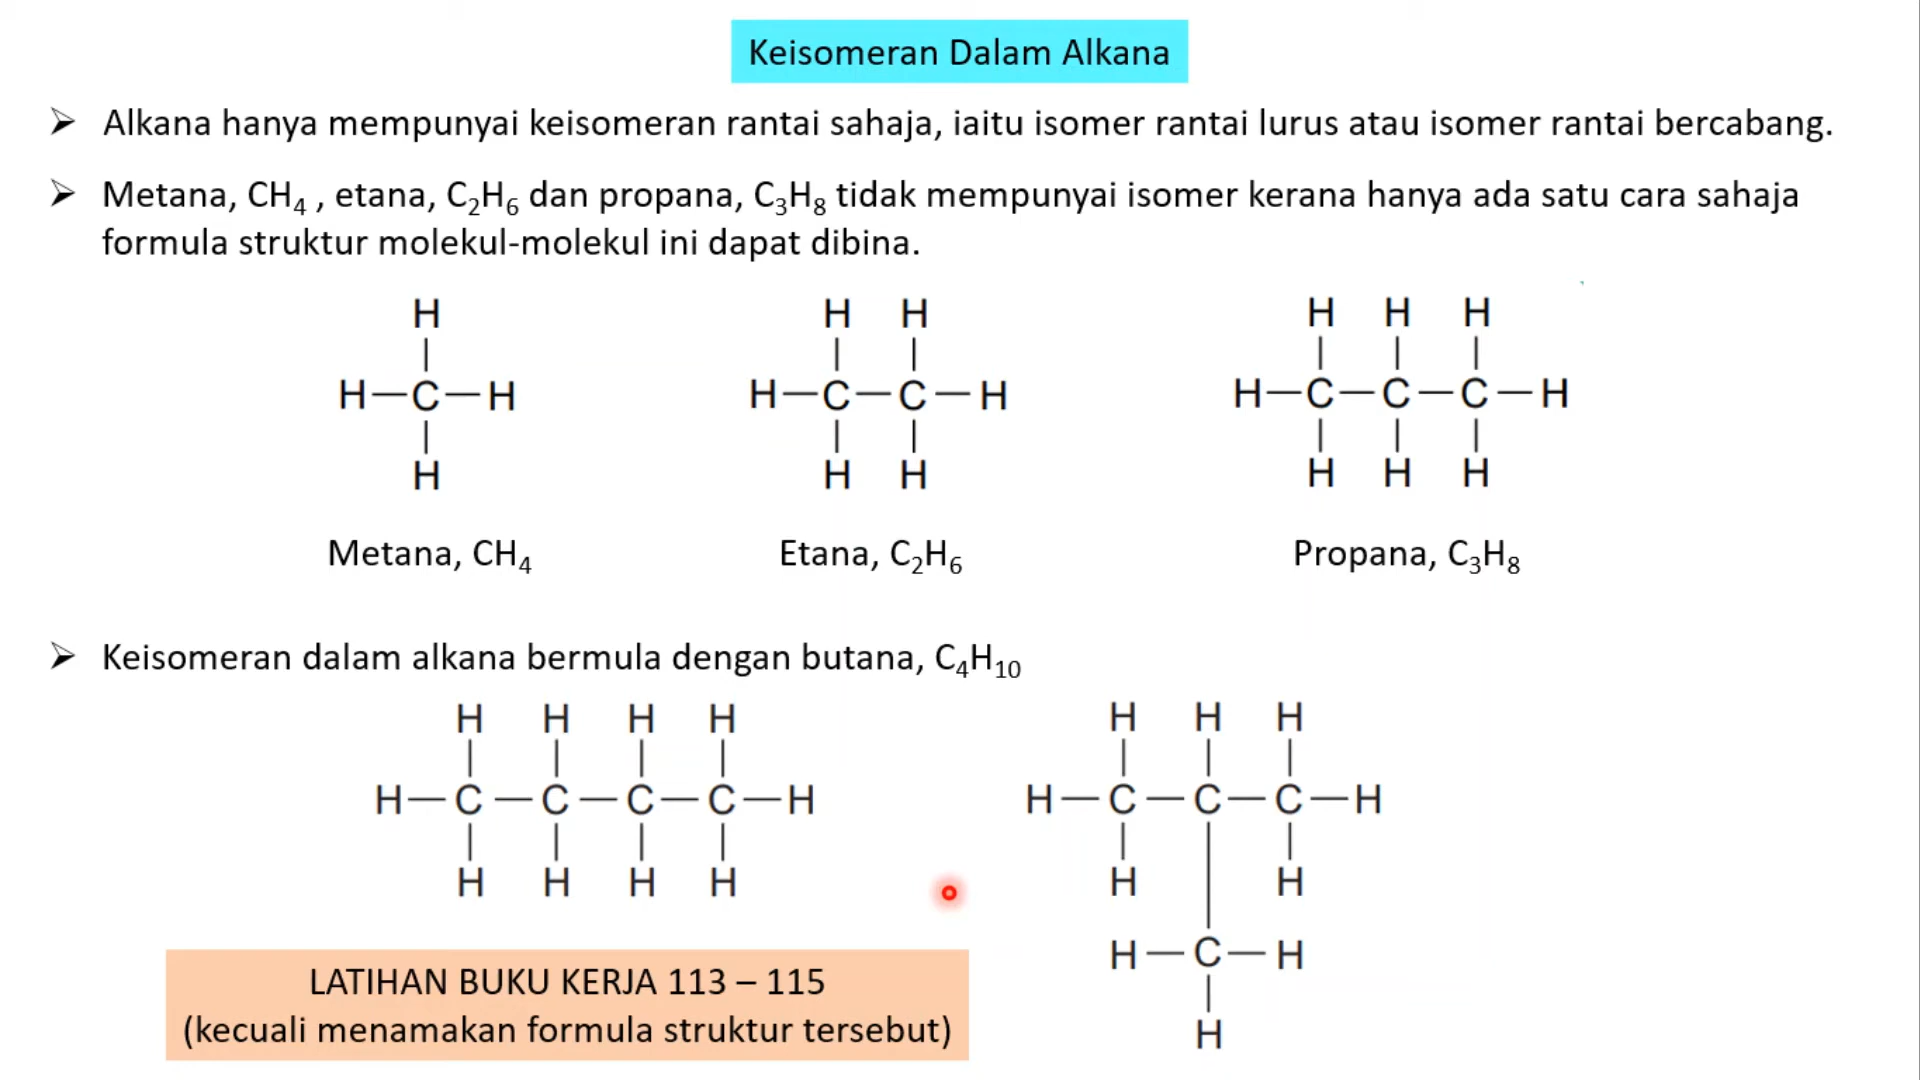 Keisomeran Dalam Alkana
➢ Alkana hanya mempunyai keisomeran rantai sahaja, iaitu isomer rantai lurus atau isomer rantai bercabang.
➢ Metana, CH₄ , etana, C₂H₆ dan propana, C₃H₈ tidak mempunyai isomer kerana hanya ada satu cara sahaja
formula struktur molekul-molekul ini dapat dibina.
H H H H H H
H—C—H H—C—C—H H—C—C—C—H
H H H H H H
Metana, CH₄ Etana, C₂H₆ Propana, C₃H₈
➢ Keisomeran dalam alkana bermula dengan butana, C₄H₁₀
H H H H H H H
H—C—C—C—C—H H—C—C—C—H
H H H H H H
H—C—H
H
LATIHAN BUKU KERJA 113 – 115
(kecuali menamakan formula struktur tersebut)